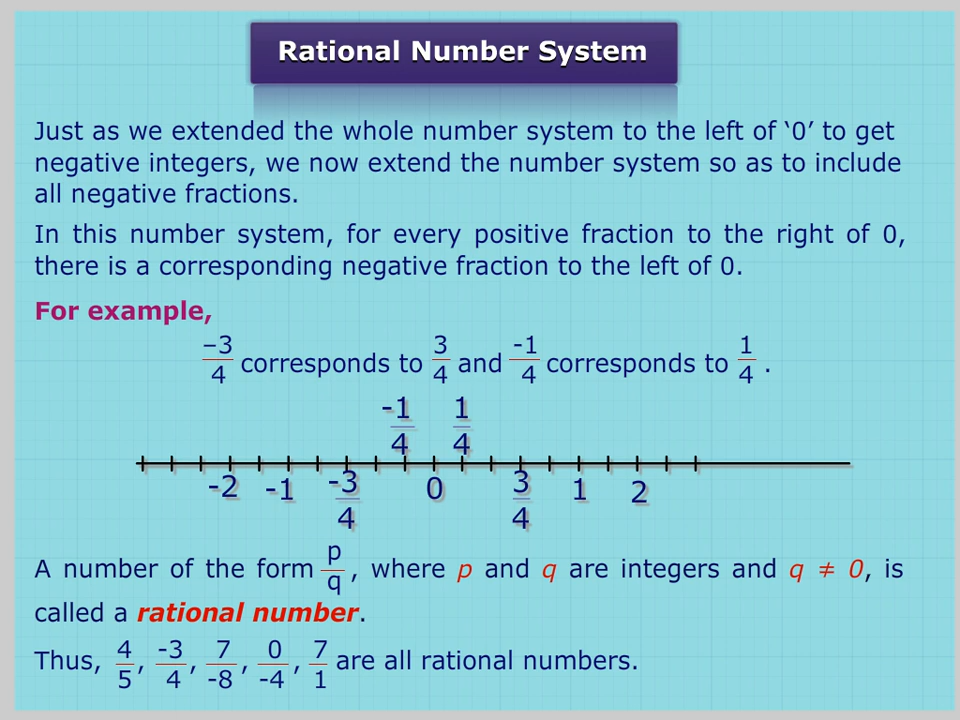 Rational Number System
Just as we extended the whole number system to the left of ‘0’ to get
negative integers, we now extend the number system so as to include
all negative fractions.
In this number system, for every positive fraction to the right of 0,
there is a corresponding negative fraction to the left of 0.
For example,
–3/4 corresponds to 3/4 and -1/4 corresponds to 1/4 .
-1/4 1/4
-2 -1 -3/4 0 3/4 1 2
A number of the form p/q , where p and q are integers and q ≠ 0, is
called a rational number.
Thus, 4/5, -3/4, 7/-8, 0/-4, 7/1 are all rational numbers.